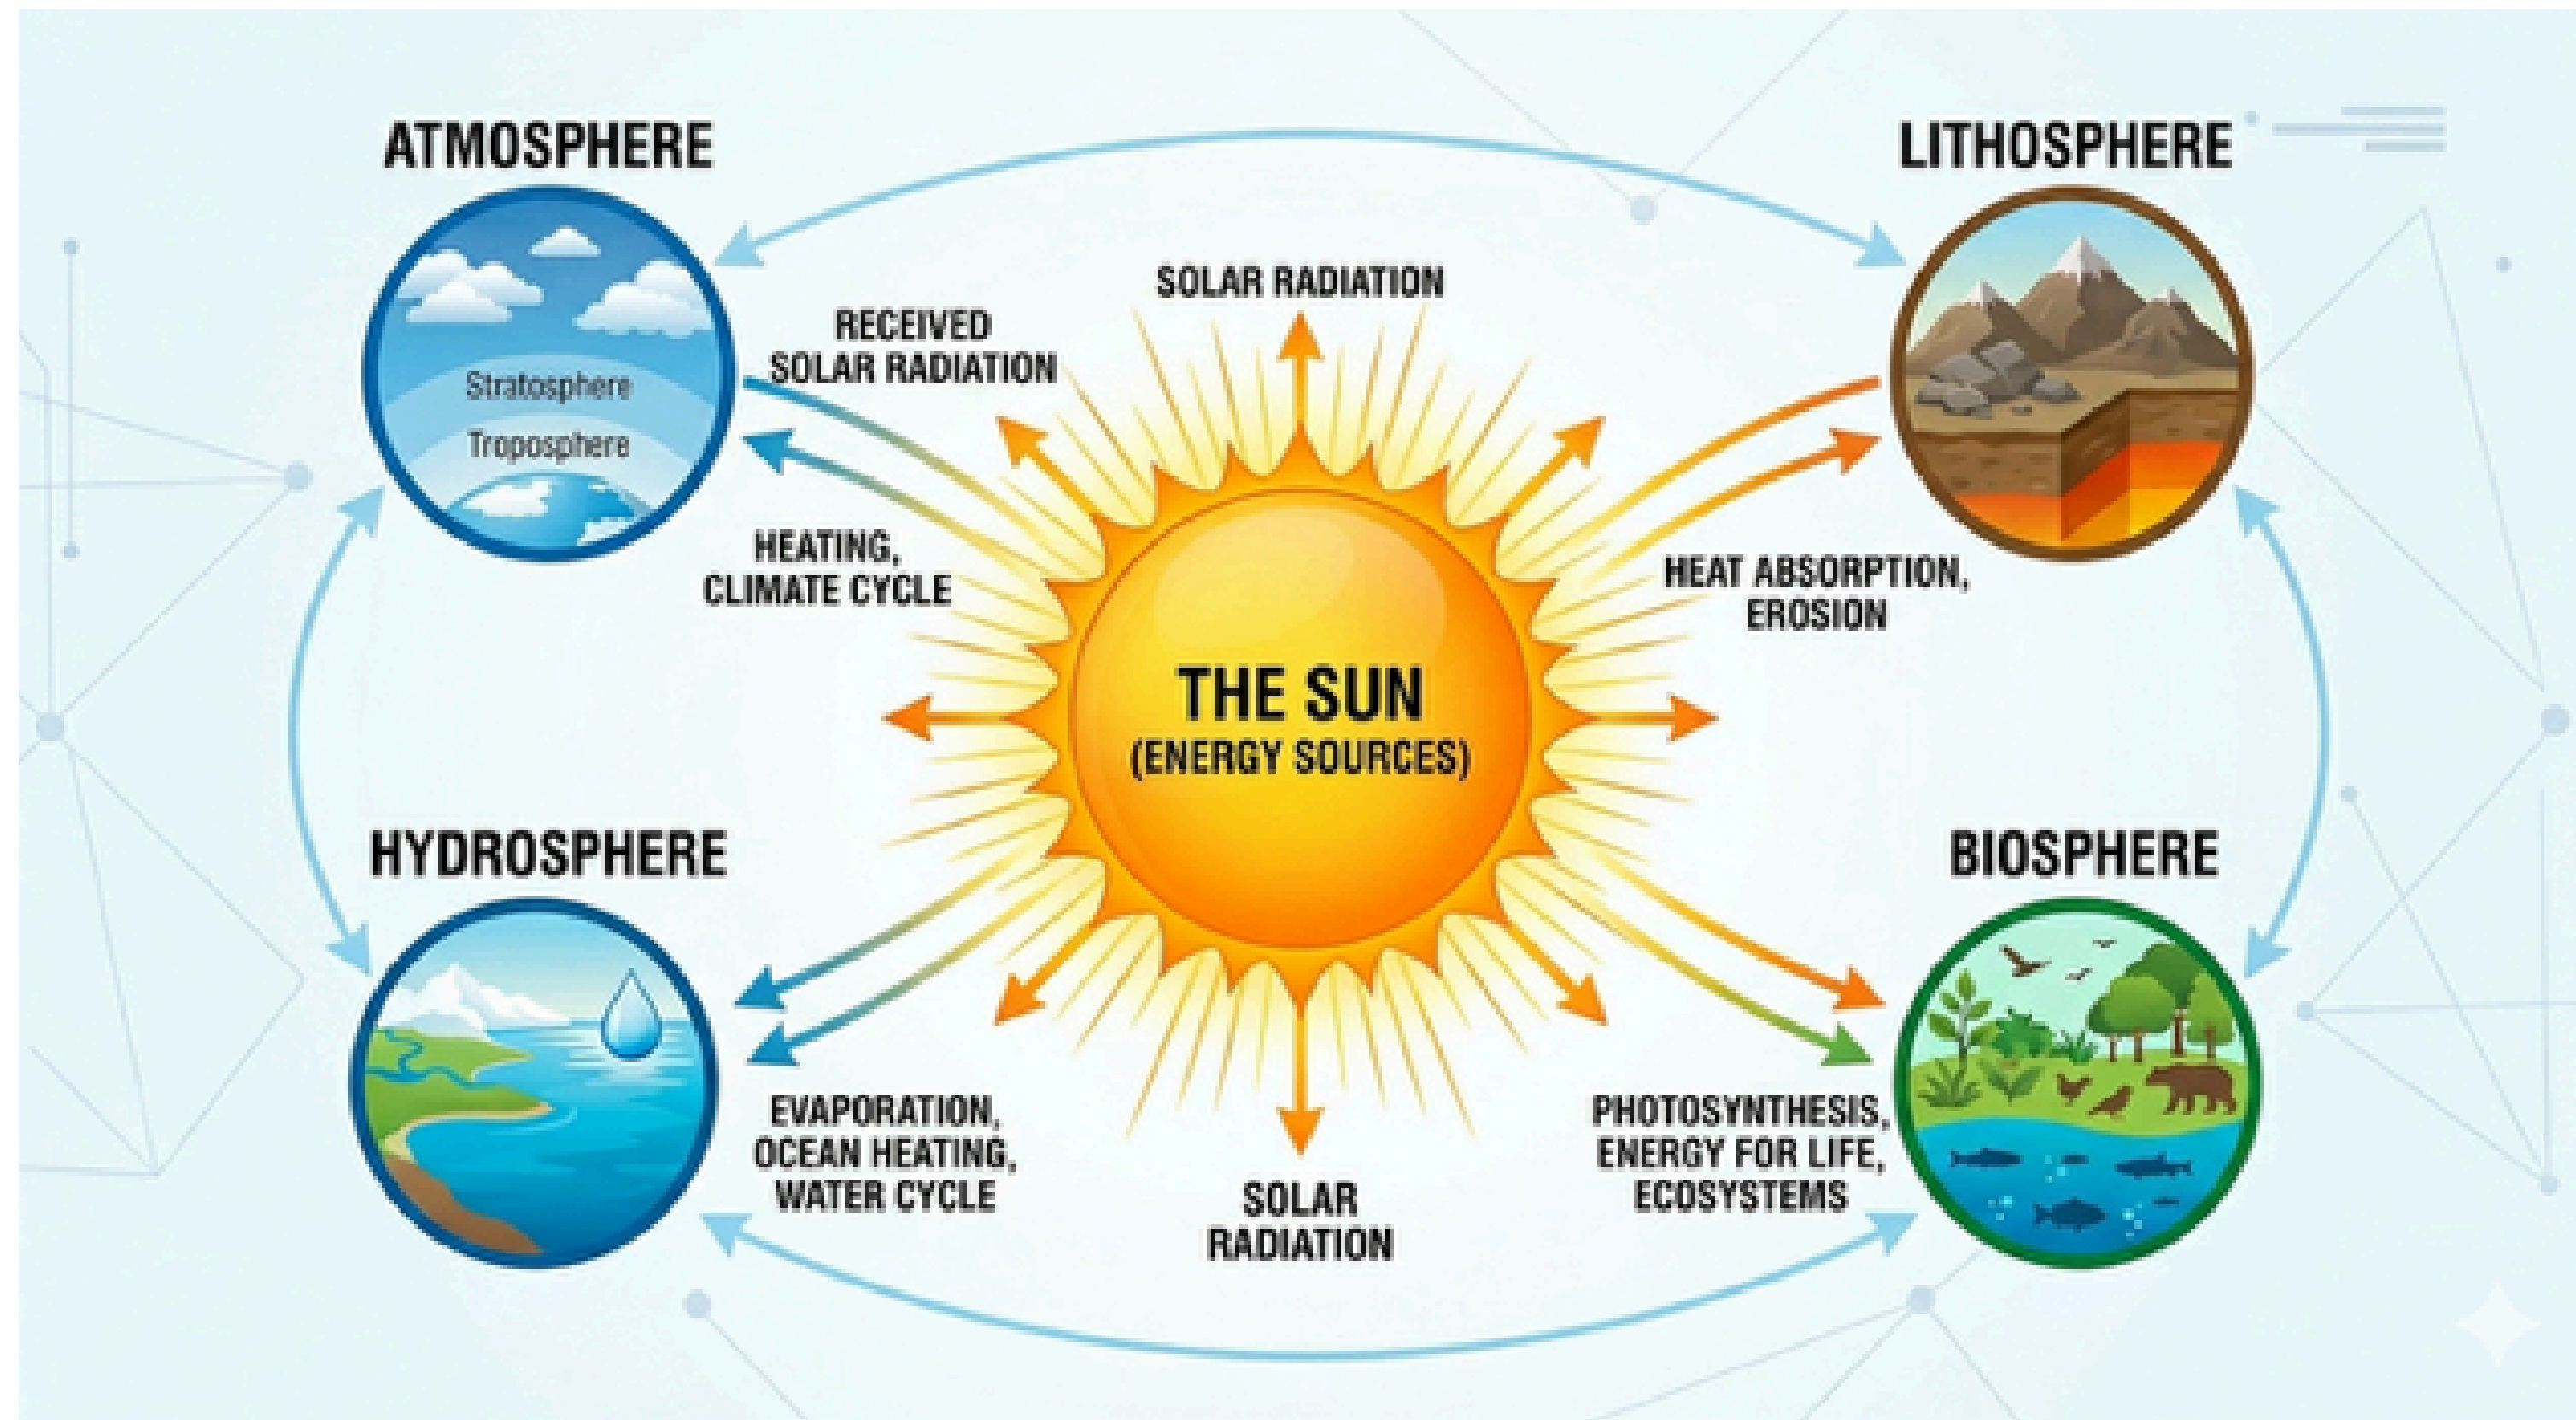 ATMOSPHERE
LITHOSPHERE
SOLAR RADIATION
RECEIVED
SOLAR RADIATION
Stratosphere
Troposphere
HEATING,
CLIMATE CYCLE
HEAT ABSORPTION,
EROSION
THE SUN
(ENERGY SOURCES)
HYDROSPHERE
BIOSPHERE
EVAPORATION,
OCEAN HEATING,
WATER CYCLE
PHOTOSYNTHESIS,
ENERGY FOR LIFE,
ECOSYSTEMS
SOLAR
RADIATION